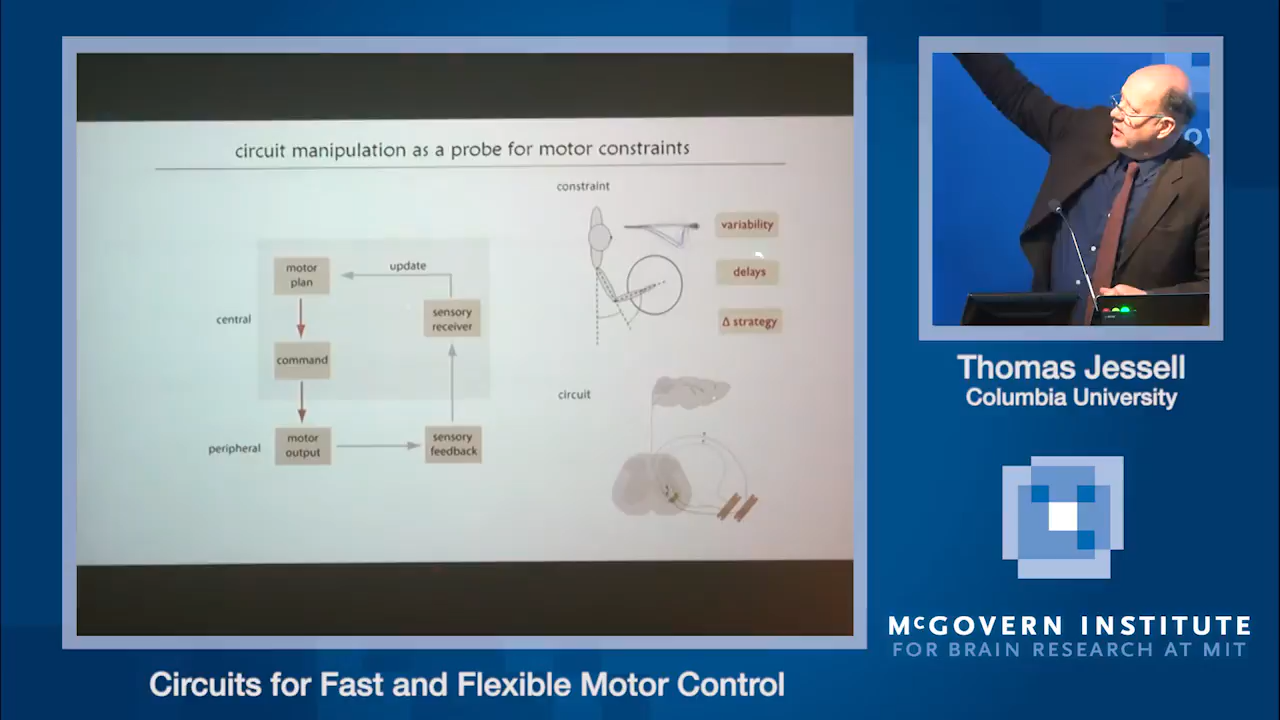 circuit manipulation as a probe for motor constraints
constraint
variability
delays
Δ strategy
motor
plan
update
central
sensory
receiver
command
circuit
peripheral
motor
output
sensory
feedback
Thomas Jessell
Columbia University
McGOVERN INSTITUTE
FOR BRAIN RESEARCH AT MIT
Circuits for Fast and Flexible Motor Control